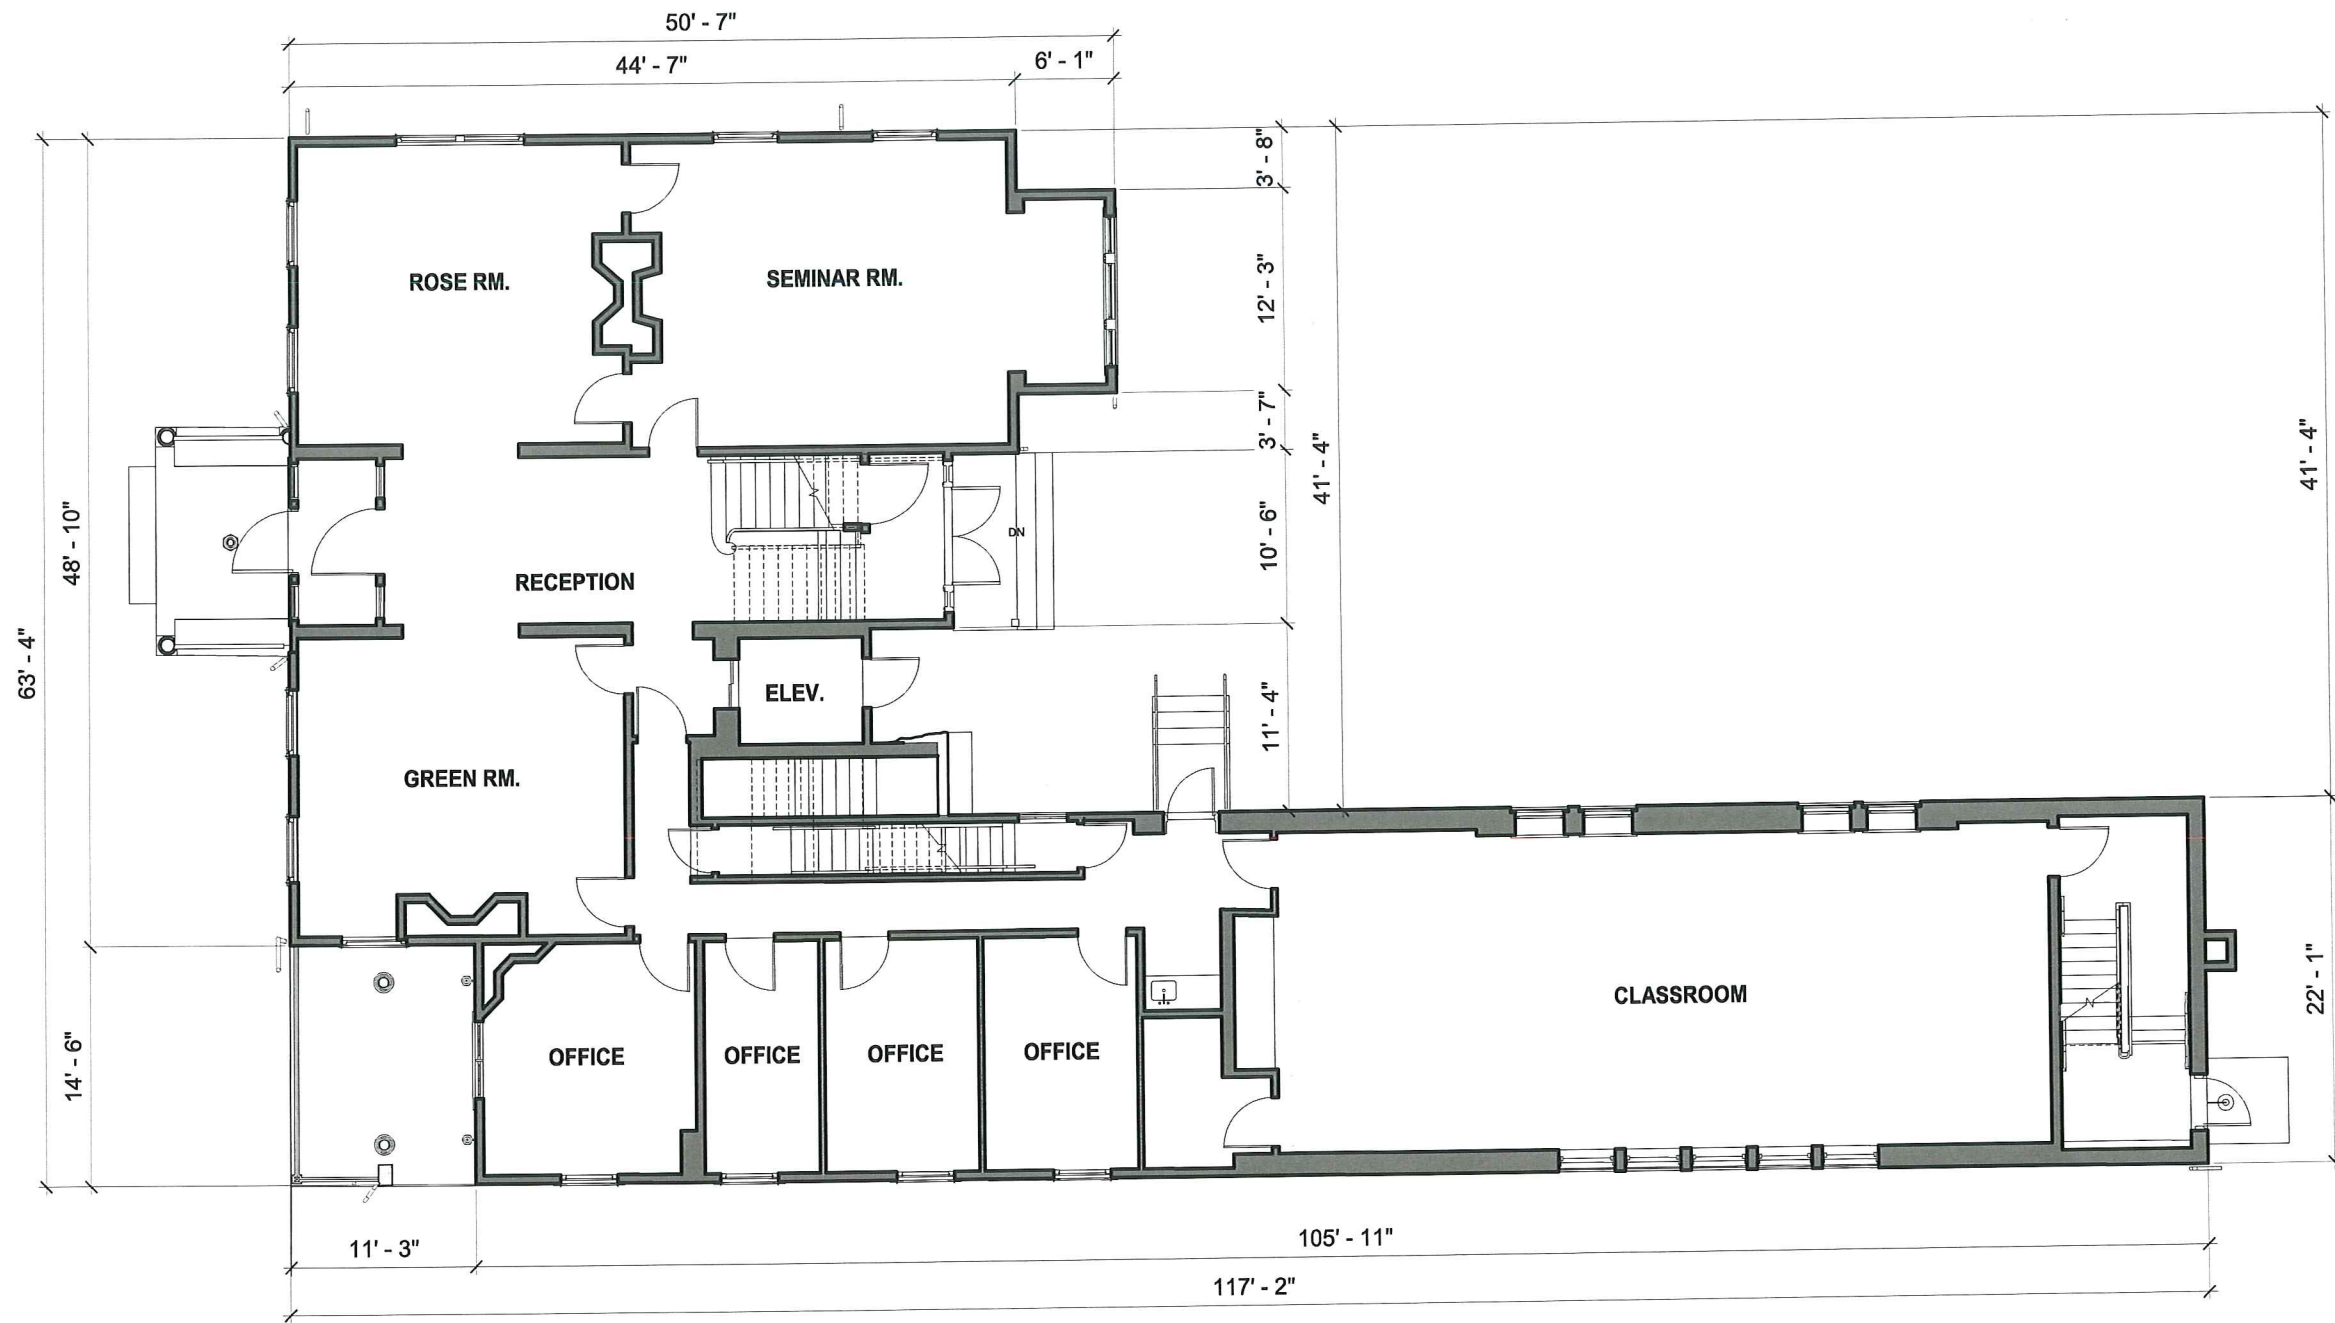 50' - 7"
44' - 7"
6' - 1"
3' - 8"
ROSE RM.
SEMINAR RM.
12' - 3"
3' - 7"
41' - 4"
41' - 4"
48' - 10"
10' - 6"
DN
RECEPTION
63' - 4"
ELEV.
11' - 4"
GREEN RM.
CLASSROOM
22' - 1"
14' - 6"
OFFICE
OFFICE
OFFICE
OFFICE
11' - 3"
105' - 11"
117' - 2"